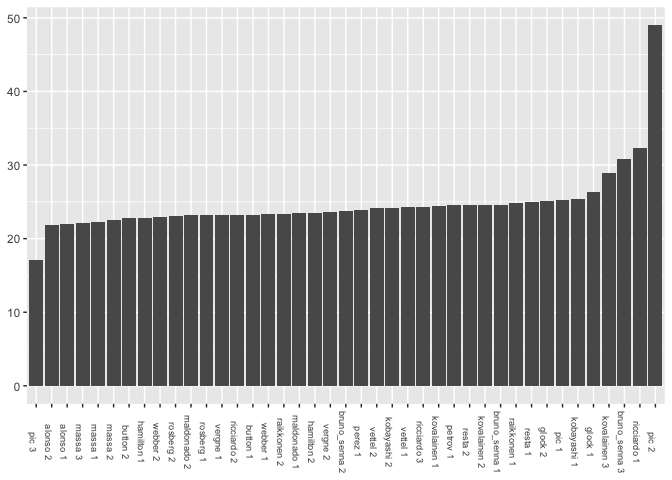 50
40
30
20
10
0
pic 3
alonso 2
alonso 1
massa 3
massa 1
massa 2
button 2
hamilton 1
webber 2
rosberg 2
maldonado 2
rosberg 1
vergne 1
ricciardo 2
button 1
webber 1
raikkonen 2
maldonado 1
hamilton 2
vergne 2
bruno_senna 2
perez 1
vettel 2
kobayashi 2
vettel 1
ricciardo 3
kovalainen 1
petrov 1
resta 2
kovalainen 2
bruno_senna 1
raikkonen 1
resta 1
glock 2
pic 1
kobayashi 1
glock 1
kovalainen 3
bruno_senna 3
ricciardo 1
pic 2